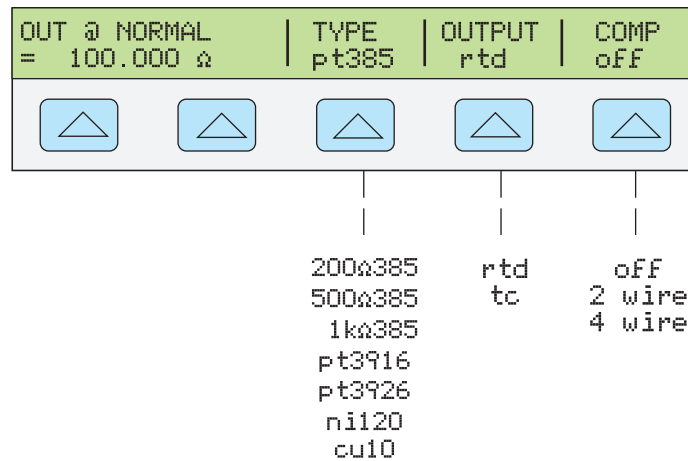 OUT @ NORMAL | TYPE | OUTPUT | COMP
= 100.000 Ω | pt385 | rtd | off
200Ω385 rtd off
500Ω385 tc 2 wire
1kΩ385 4 wire
pt3916
pt3926
ni120
cu10